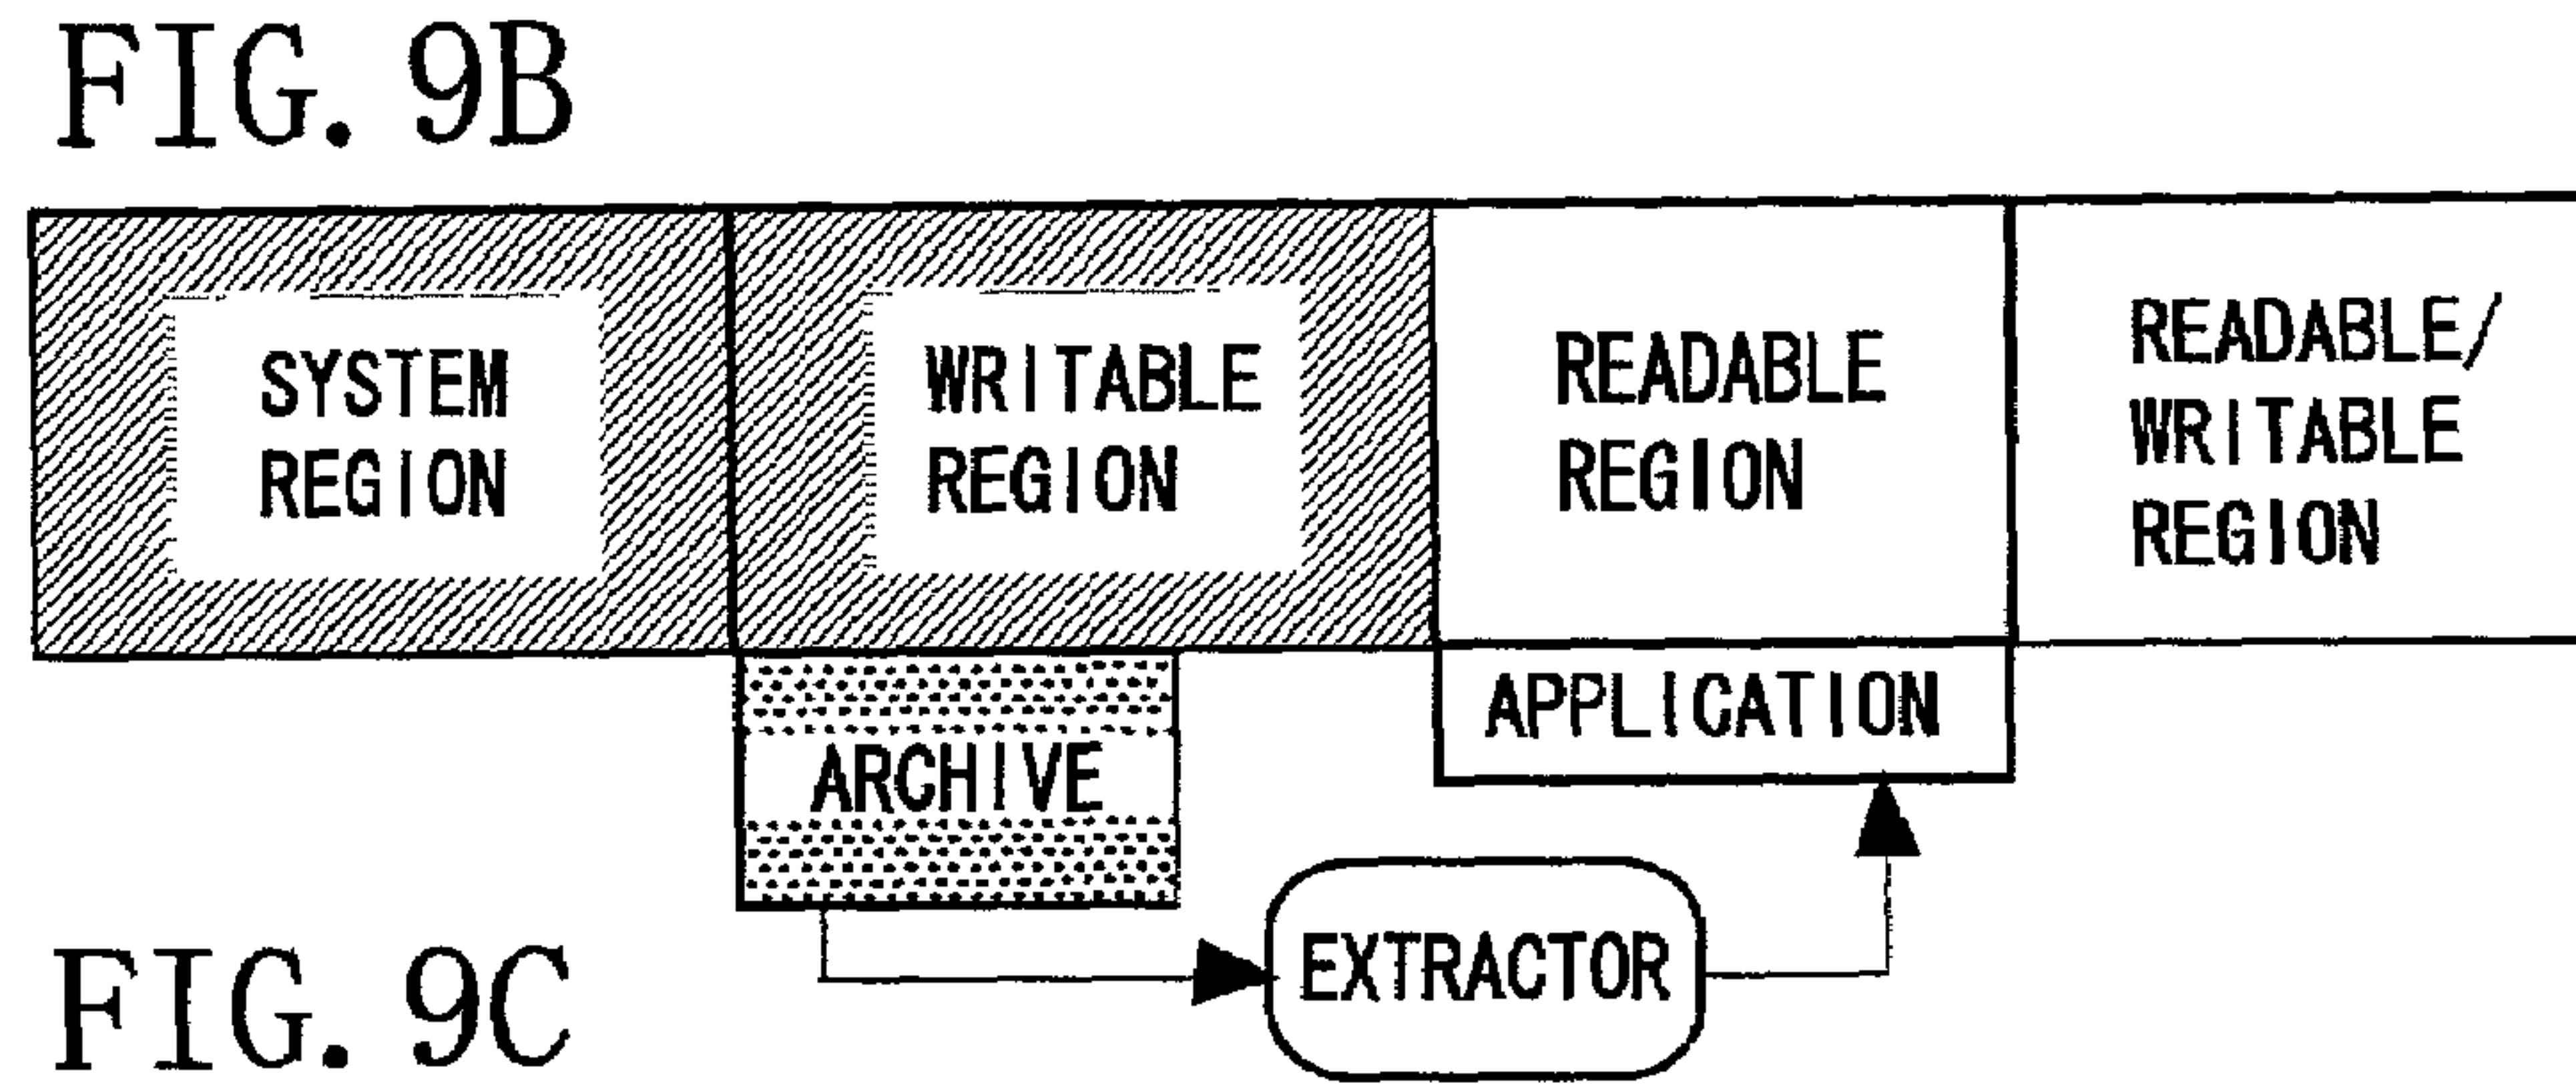 FIG. 9B
SYSTEM
REGION
WRITABLE
REGION
READABLE
REGION
READABLE/
WRITABLE
REGION
ARCHIVE
APPLICATION
EXTRACTOR
FIG. 9C